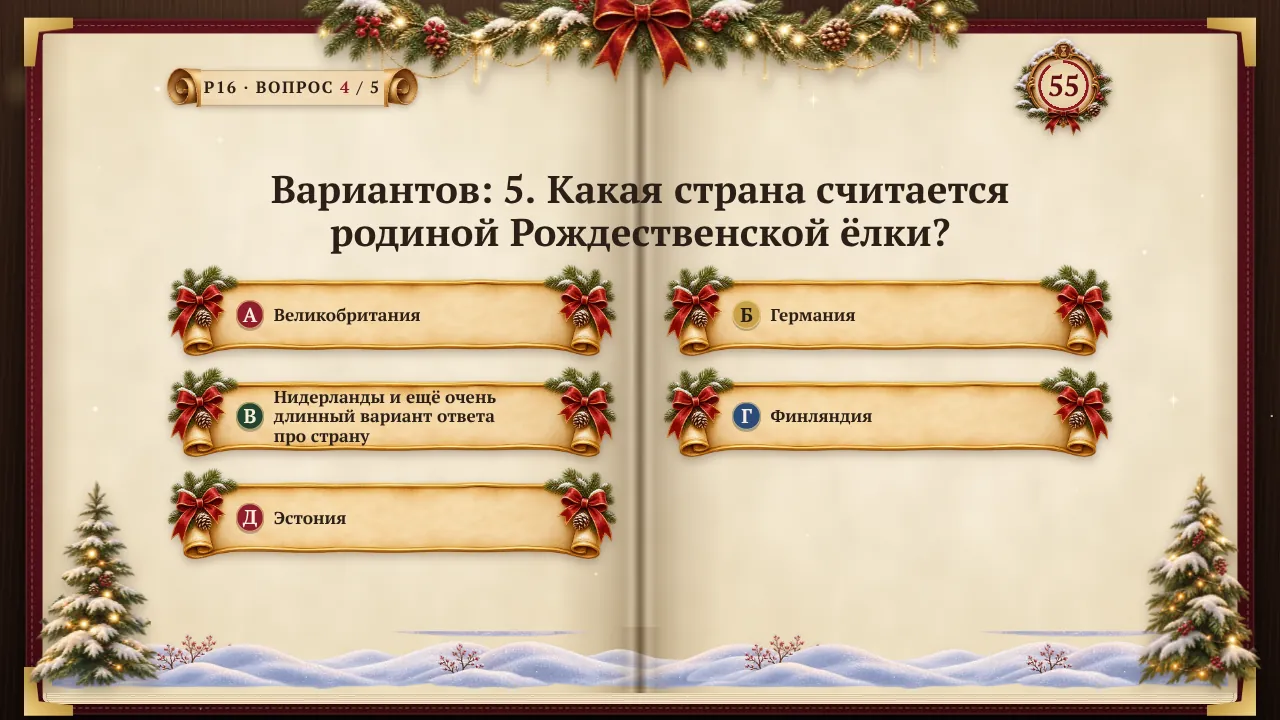 Р16 · ВОПРОС 4 / 5
55
Вариантов: 5. Какая страна считается
родиной Рождественской ёлки?
А Великобритания
Б Германия
В Нидерланды и ещё очень
длинный вариант ответа
про страну
Г Финляндия
Д Эстония